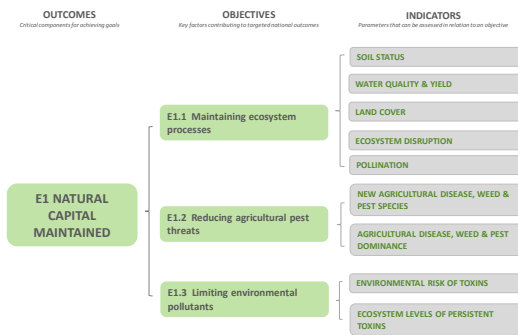 OUTCOMES
Critical components for achieving goals
OBJECTIVES
Key factors contributing to targeted national outcomes
INDICATORS
Parameters that can be assessed in relation to an objective
E1 NATURAL
CAPITAL
MAINTAINED
E1.1 Maintaining ecosystem
processes
SOIL STATUS
WATER QUALITY & YIELD
LAND COVER
ECOSYSTEM DISRUPTION
POLLINATION
E1.2 Reducing agricultural pest
threats
NEW AGRICULTURAL DISEASE, WEED &
PEST SPECIES
AGRICULTURAL DISEASE, WEED & PEST
DOMINANCE
E1.3 Limiting environmental
pollutants
ENVIRONMENTAL RISK OF TOXINS
ECOSYSTEM LEVELS OF PERSISTENT
TOXINS